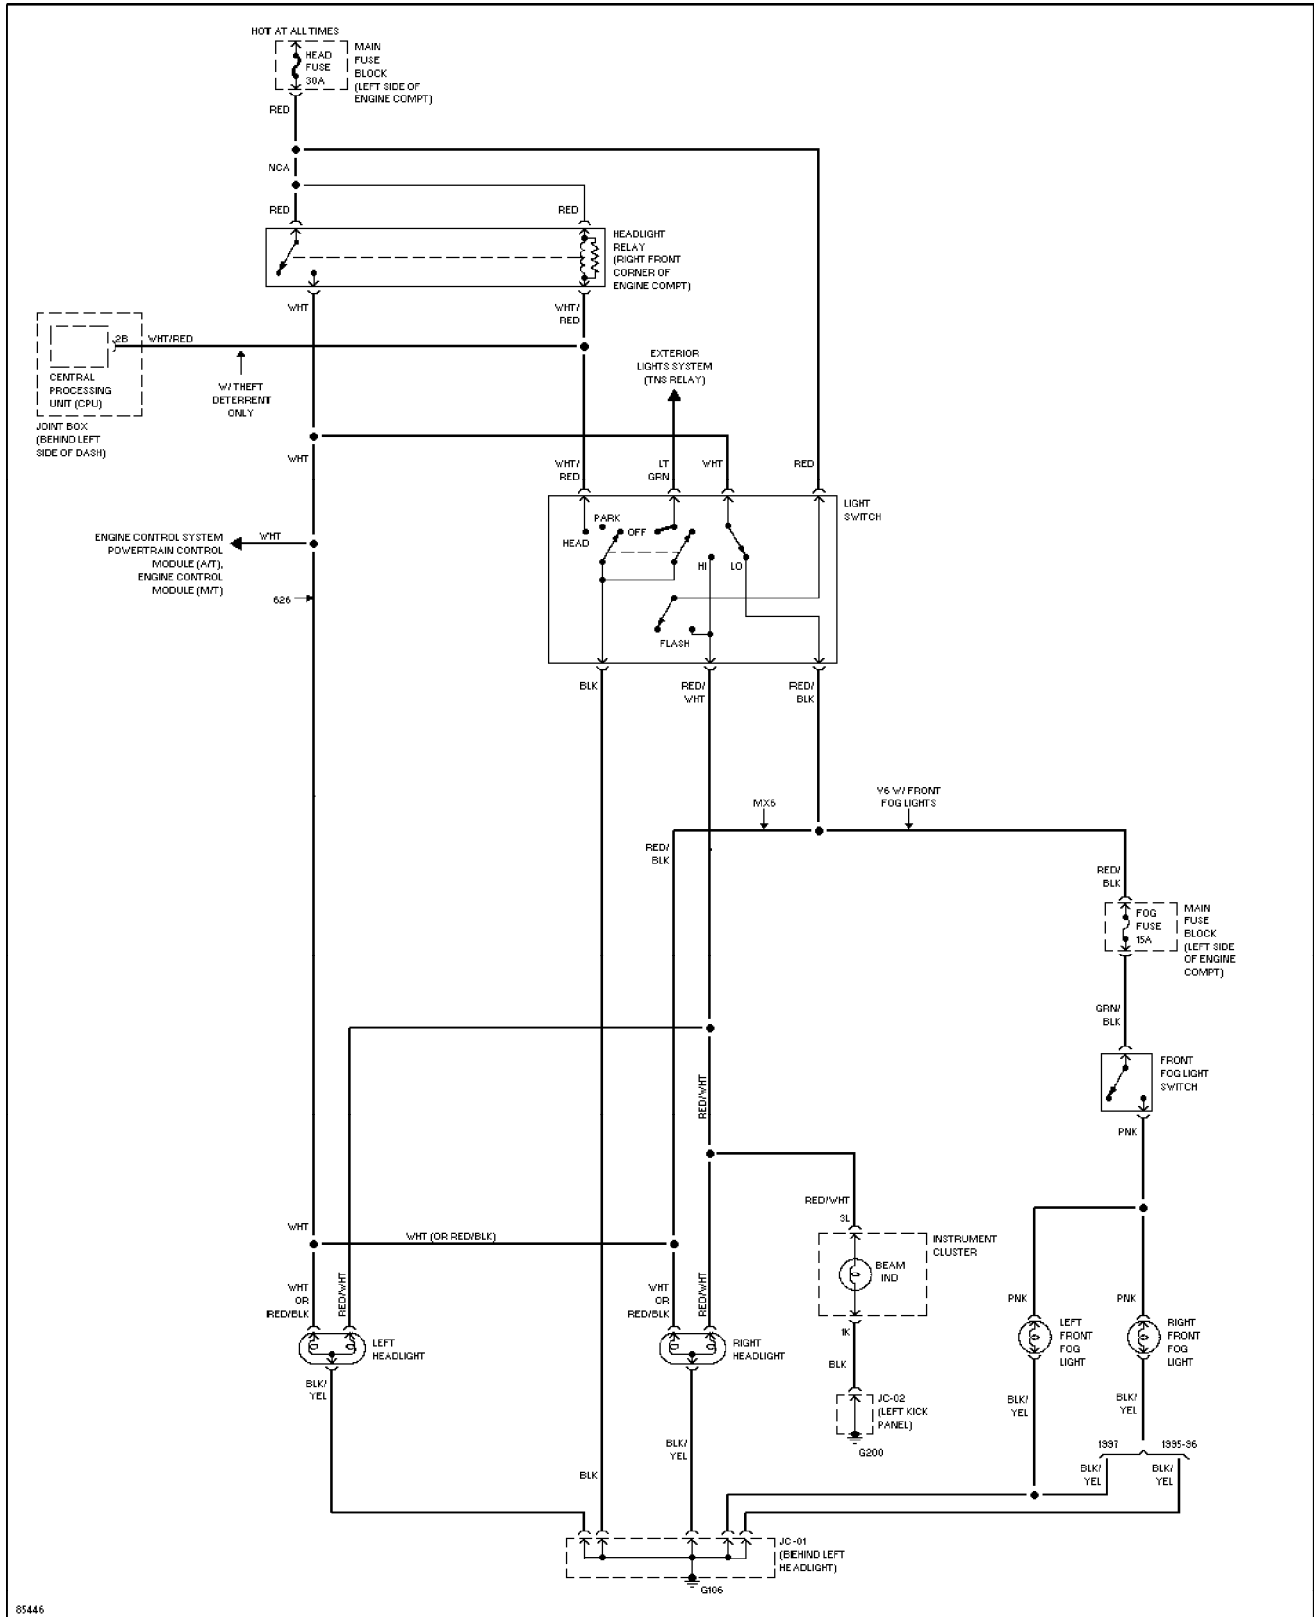 HOT AT ALL TIMES
HEAD
FUSE
30A
MAIN
FUSE
BLOCK
(LEFT SIDE OF
ENGINE COMPT)
RED
NCA
RED
RED
HEADLIGHT
RELAY
(RIGHT FRONT
CORNER OF
ENGINE COMPT)
WHT
WHT/
RED
2B
WHT/RED
CENTRAL
PROCESSING
UNIT (CPU)
JOINT BOX
(BEHIND LEFT
SIDE OF DASH)
W/ THEFT
DETERRENT
ONLY
EXTERIOR
LIGHTS SYSTEM
(TNS RELAY)
WHT
WHT/
RED
LT
GRN
WHT
RED
LIGHT
SWITCH
PARK
OFF
HEAD
HI
LO
FLASH
ENGINE CONTROL SYSTEM
POWERTRAIN CONTROL
MODULE (A/T),
ENGINE CONTROL
MODULE (M/T)
WHT
626
BLK
RED/
WHT
RED/
BLK
MX6
V6 W/ FRONT
FOG LIGHTS
RED/
BLK
RED/
BLK
FOG
FUSE
15A
MAIN
FUSE
BLOCK
(LEFT SIDE
OF ENGINE
COMPT)
GRN/
BLK
FRONT
FOG LIGHT
SWITCH
PNK
RED/WHT
RED/WHT
3L
INSTRUMENT
CLUSTER
BEAM
IND
1K
BLK
JC-02
(LEFT KICK
PANEL)
G200
WHT
WHT (OR RED/BLK)
WHT
OR
RED/BLK
RED/WHT
WHT
OR
RED/BLK
RED/WHT
LEFT
HEADLIGHT
RIGHT
HEADLIGHT
PNK
PNK
LEFT
FRONT
FOG
LIGHT
RIGHT
FRONT
FOG
LIGHT
BLK/
YEL
BLK/
YEL
BLK/
YEL
BLK/
YEL
1997
1995-96
BLK/
YEL
BLK/
YEL
BLK
JC-01
(BEHIND LEFT
HEADLIGHT)
G106
85446